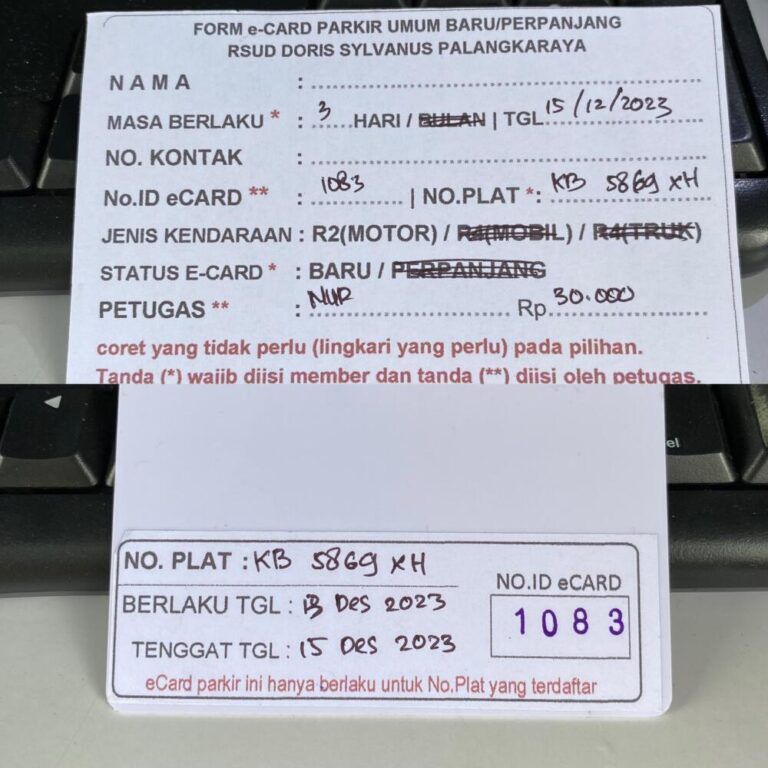 FORM e-CARD PARKIR UMUM BARU/PERPANJANG
RSUD DORIS SYLVANUS PALANGKARAYA
NAMA :
MASA BERLAKU * : 3 HARI / BULAN | TGL 15/12/2023
NO. KONTAK :
No.ID eCARD ** : 1083 | NO.PLAT *: KB 5869 XH
JENIS KENDARAAN : R2(MOTOR) / R4(MOBIL) / R4(TRUK)
STATUS E-CARD * : BARU / PERPANJANG
PETUGAS ** : NUR Rp 30.000
coret yang tidak perlu (lingkari yang perlu) pada pilihan.
Tanda (*) wajib diisi member dan tanda (**) diisi oleh petugas.
el
NO. PLAT : KB 5869 XH
BERLAKU TGL : 13 Des 2023
TENGGAT TGL : 15 Des 2023
NO.ID eCARD
1083
eCard parkir ini hanya berlaku untuk No.Plat yang terdaftar